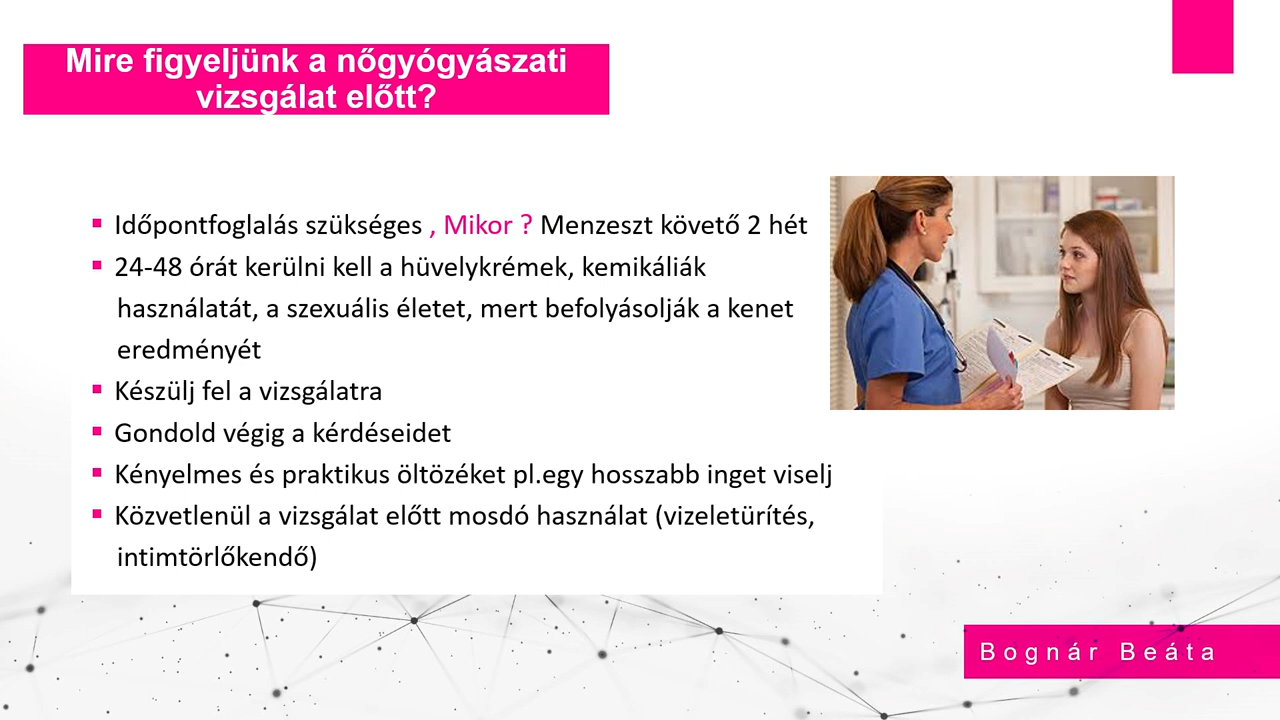 Mire figyeljünk a nőgyógyászati
vizsgálat előtt?
Időpontfoglalás szükséges , Mikor ? Menzeszt követő 2 hét
24-48 órát kerülni kell a hüvelykrémek, kemikáliák
használatát, a szexuális életet, mert befolyásolják a kenet
eredményét
Készülj fel a vizsgálatra
Gondold végig a kérdéseidet
Kényelmes és praktikus öltözéket pl.egy hosszabb inget viselj
Közvetlenül a vizsgálat előtt mosdó használat (vizeletürítés,
intimtörlőkendő)
Bognár Beáta